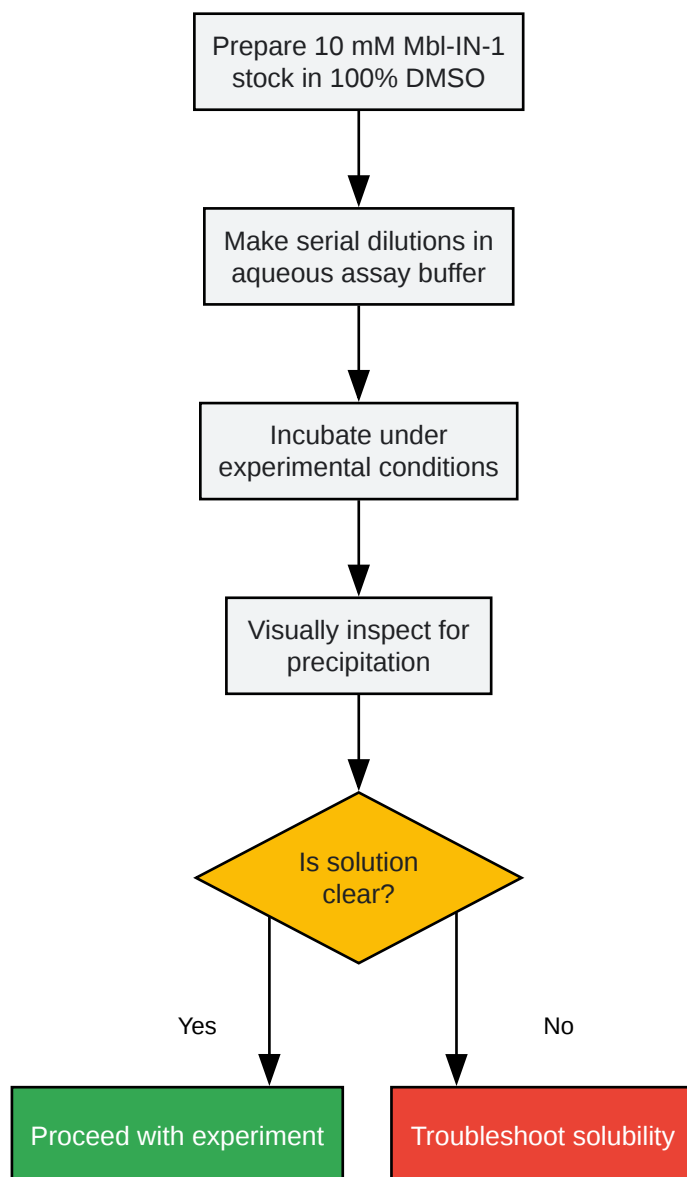 Prepare 10 mM Mbl-IN-1
stock in 100% DMSO
Make serial dilutions in
aqueous assay buffer
Incubate under
experimental conditions
Visually inspect for
precipitation
Is solution
clear?
Yes
No
Proceed with experiment
Troubleshoot solubility